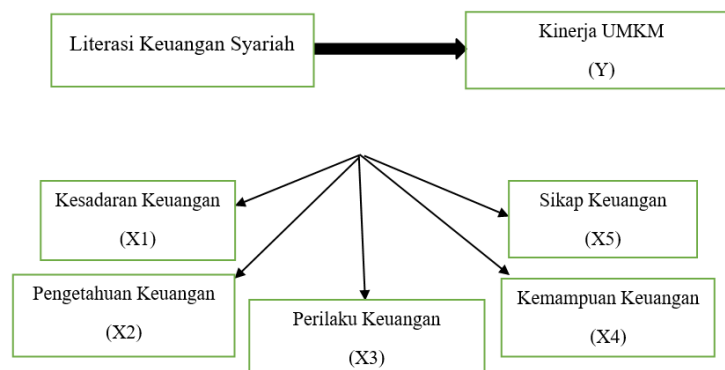 Literasi Keuangan Syariah
Kinerja UMKM
(Y)
Kesadaran Keuangan
(X1)
Sikap Keuangan
(X5)
Pengetahuan Keuangan
(X2)
Perilaku Keuangan
(X3)
Kemampuan Keuangan
(X4)